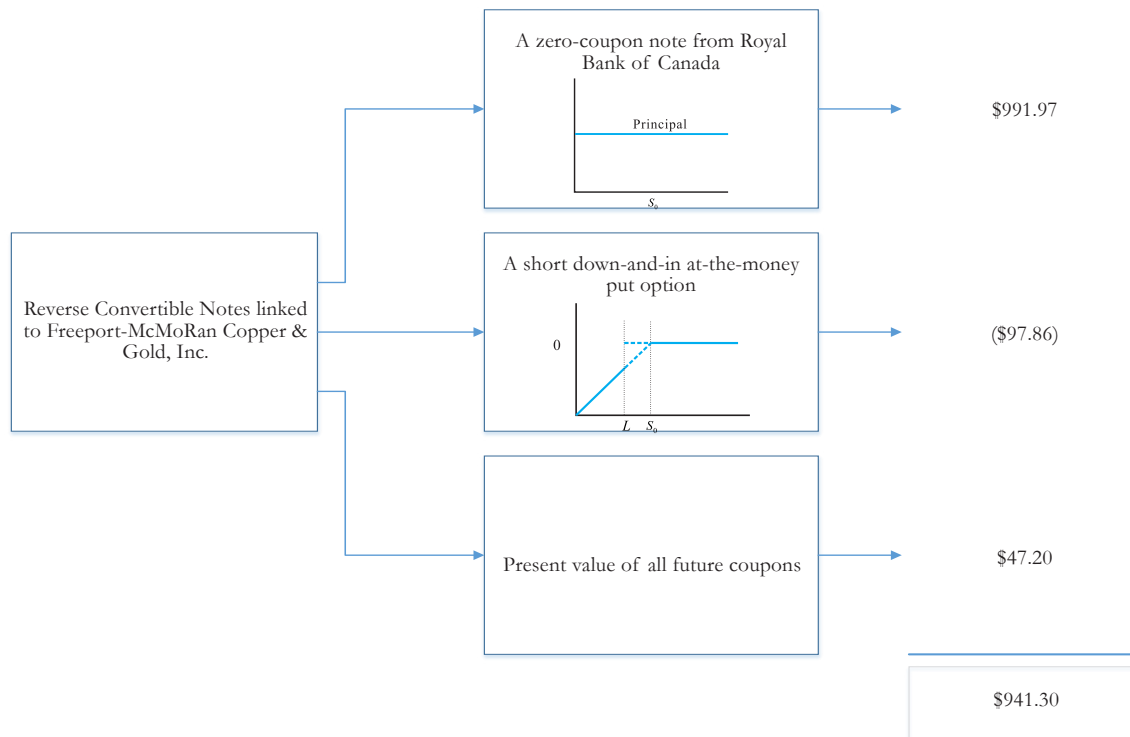 A zero-coupon note from Royal
Bank of Canada
Principal
S₀
$991.97
Reverse Convertible Notes linked
to Freeport-McMoRan Copper &
Gold, Inc.
A short down-and-in at-the-money
put option
0
L S₀
($97.86)
Present value of all future coupons
$47.20
$941.30